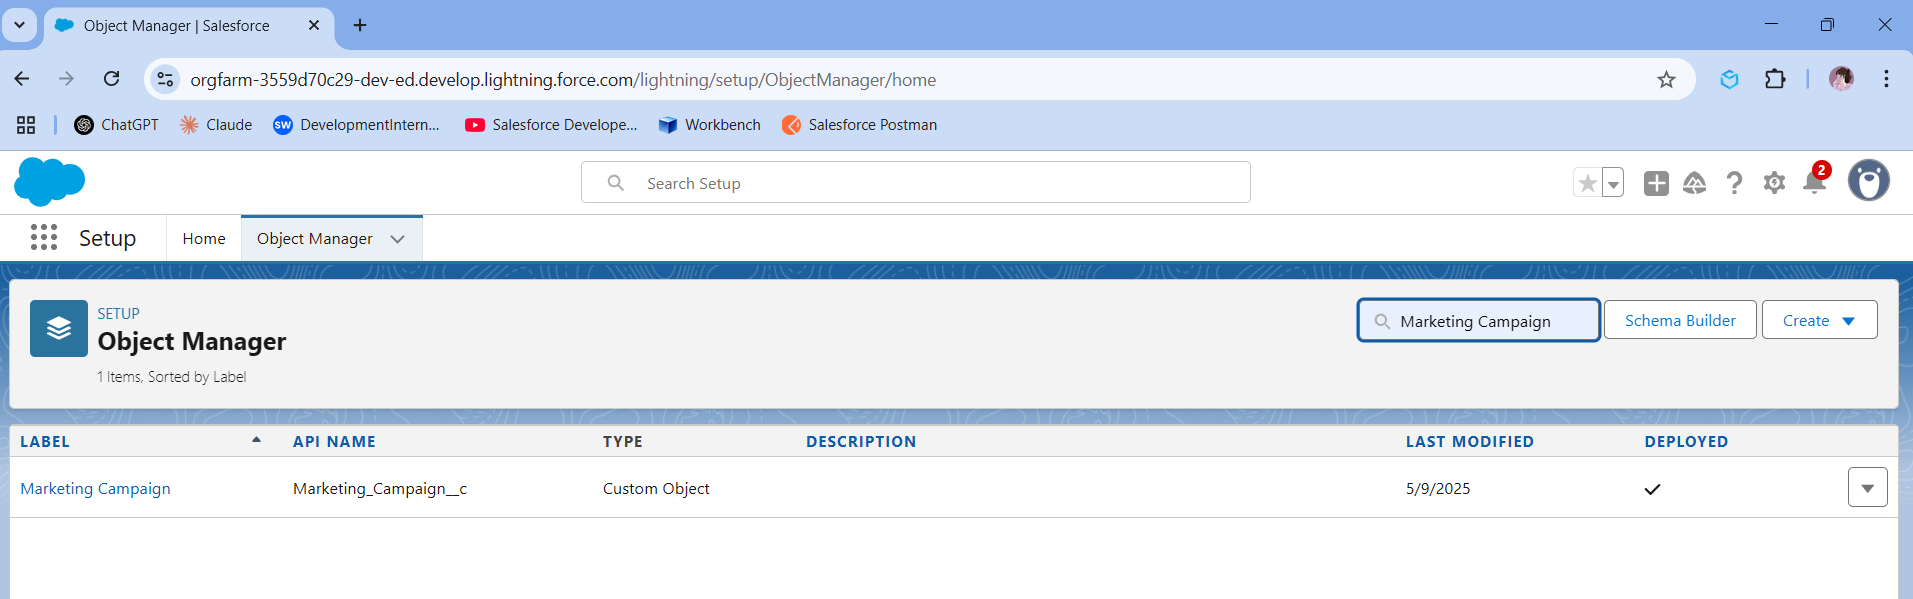 Object Manager | Salesforce
orgfarm-3559d70c29-dev-ed.develop.lightning.force.com/lightning/setup/ObjectManager/home
ChatGPT Claude SW DevelopmentIntern... Salesforce Develope... Workbench Salesforce Postman
Search Setup
2
Setup Home Object Manager
SETUP
Object Manager
1 Items, Sorted by Label
Marketing Campaign Schema Builder Create
LABEL API NAME TYPE DESCRIPTION LAST MODIFIED DEPLOYED
Marketing Campaign Marketing_Campaign__c Custom Object 5/9/2025